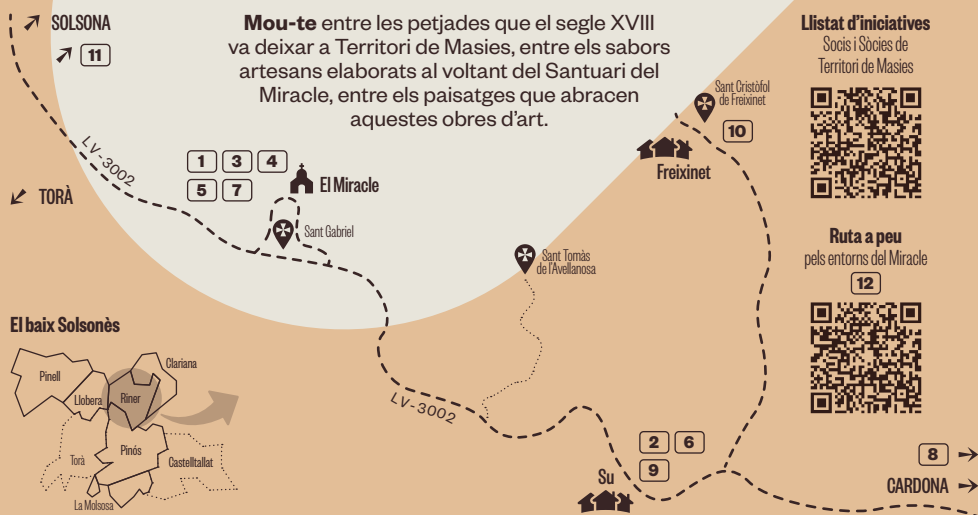 SOLSONA
11
Mou-te entre les petjades que el segle XVIII
va deixar a Territori de Masies, entre els sabors
artesans elaborats al voltant del Santuari del
Miracle, entre els paisatges que abracen
aquestes obres d'art.
Llistat d'iniciatives
Socis i Sòcies de
Territori de Masies
Sant Cristòfol
de Freixinet
10
Freixinet
LV-3002
1 3 4
5 7
El Miracle
TORÀ
Sant Gabriel
Sant Tomàs
de l'Avellanosa
Ruta a peu
pels entorns del Miracle
12
El baix Solsonès
Clariana
Pinell
Llobera
Riner
Torà
Pinós
Castelltallat
La Molsosa
LV-3002
2 6
9
Su
8
CARDONA